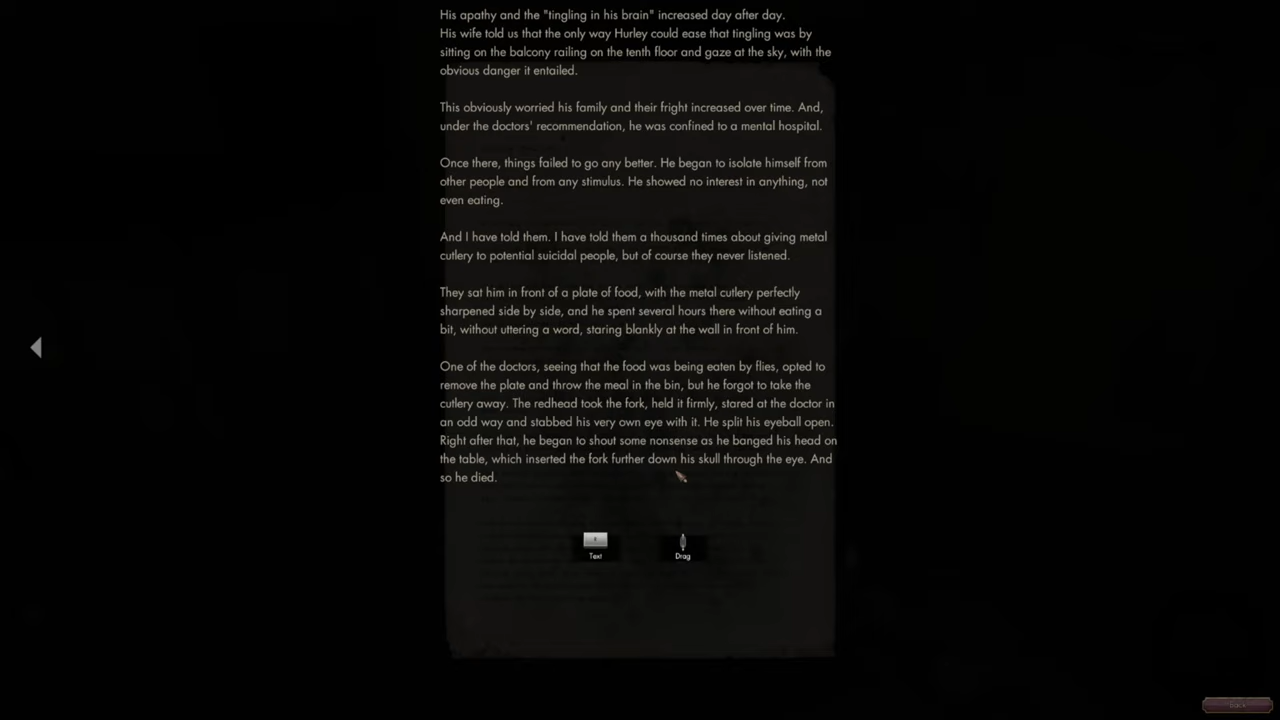 His apathy and the "tingling in his brain" increased day after day.
His wife told us that the only way Hurley could ease that tingling was by
sitting on the balcony railing on the tenth floor and gaze at the sky, with the
obvious danger it entailed.
This obviously worried his family and their fright increased over time. And,
under the doctors' recommendation, he was confined to a mental hospital.
Once there, things failed to go any better. He began to isolate himself from
other people and from any stimulus. He showed no interest in anything, not
even eating.
And I have told them. I have told them a thousand times about giving metal
cutlery to potential suicidal people, but of course they never listened.
They sat him in front of a plate of food, with the metal cutlery perfectly
sharpened side by side, and he spent several hours there without eating a
bit, without uttering a word, staring blankly at the wall in front of him.
One of the doctors, seeing that the food was being eaten by flies, opted to
remove the plate and throw the meal in the bin, but he forgot to take the
cutlery away. The redhead took the fork, held it firmly, stared at the doctor in
an odd way and stabbed his very own eye with it. He split his eyeball open.
Right after that, he began to shout some nonsense as he banged his head on
the table, which inserted the fork further down his skull through the eye. And
so he died.
Text
Drag
Back